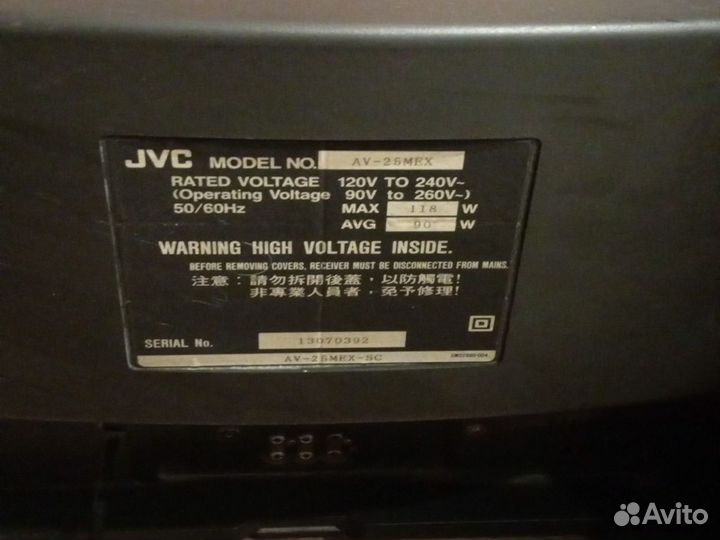 JVC MODEL NO. AV-25MEX
RATED VOLTAGE 120V TO 240V~
(Operating Voltage 90V to 260V~)
50/60Hz MAX 118 W
AVG 90 W
WARNING HIGH VOLTAGE INSIDE.
BEFORE REMOVING COVERS, RECEIVER MUST BE DISCONNECTED FROM MAINS.
注意：請勿拆開後蓋，以防觸電！
非專業人員者，免予修理！
SERIAL No. 13070392
AV-25MEX-SC
Avito